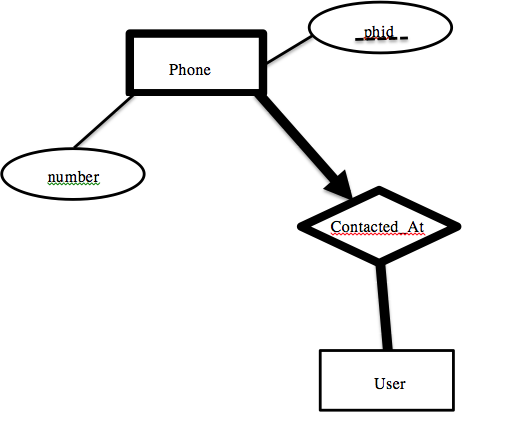 phid
Phone
number
Contacted_At
User